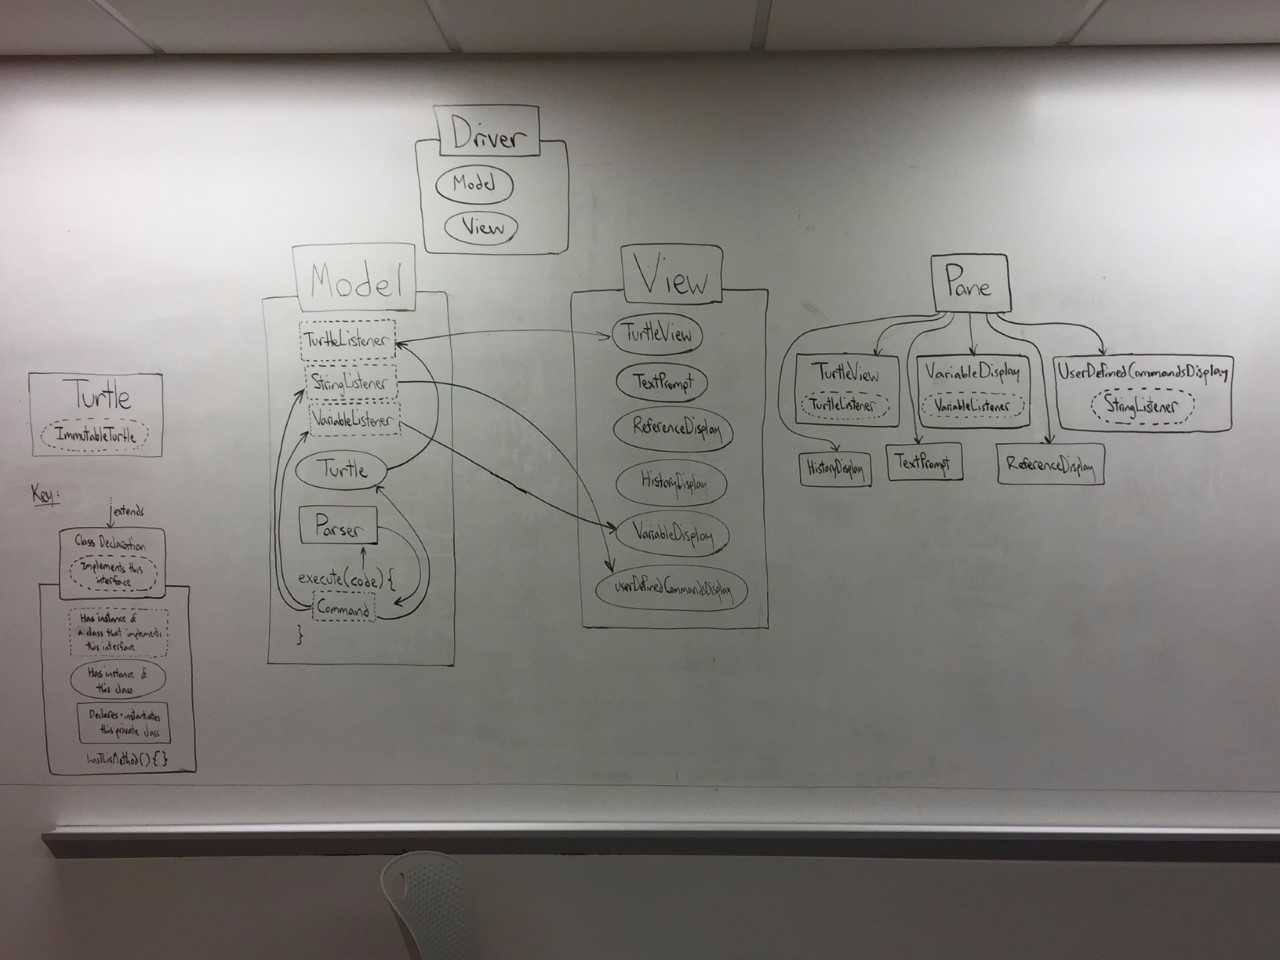 Driver
Model
View
Model
TurtleListener
StringListener
VariableListener
Turtle
Parser
execute(code) {
Command
}
View
TurtleView
TextPrompt
ReferenceDisplay
HistoryDisplay
VariableDisplay
UserDefinedCommandsDisplay
Pane
TurtleView
TurtleListener
VariableDisplay
VariableListener
UserDefinedCommandsDisplay
StringListener
HistoryDisplay
TextPrompt
ReferenceDisplay
Turtle
ImmutableTurtle
Key:
extends
Class Declaration
Implements this
interface
Has instance of
a class that implements
this interface
Has instance of
this class
Declares + instantiates
this private class
hasThisMethod() { }